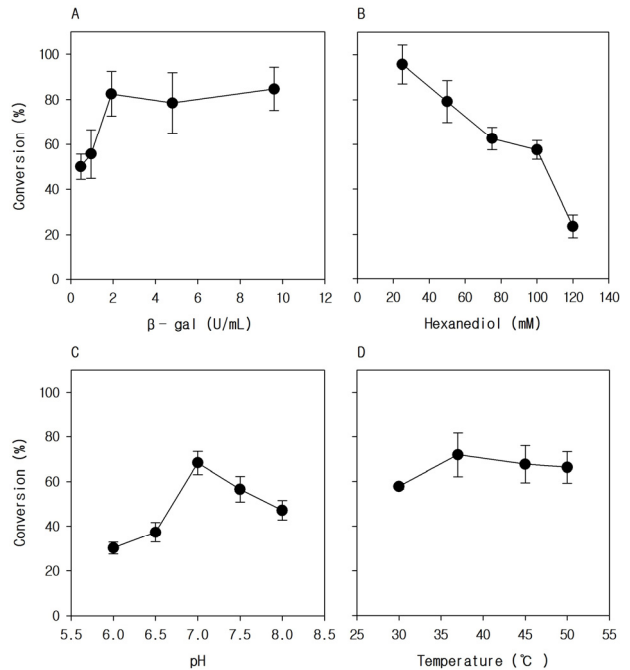 A
B
100
80
60
40
20
0
Conversion (%)
0 2 4 6 8 10 12
β- gal (U/mL)
0 20 40 60 80 100 120 140
Hexanediol (mM)
C
D
100
80
60
40
20
0
Conversion (%)
5.5 6.0 6.5 7.0 7.5 8.0 8.5
pH
25 30 35 40 45 50 55
Temperature (℃)